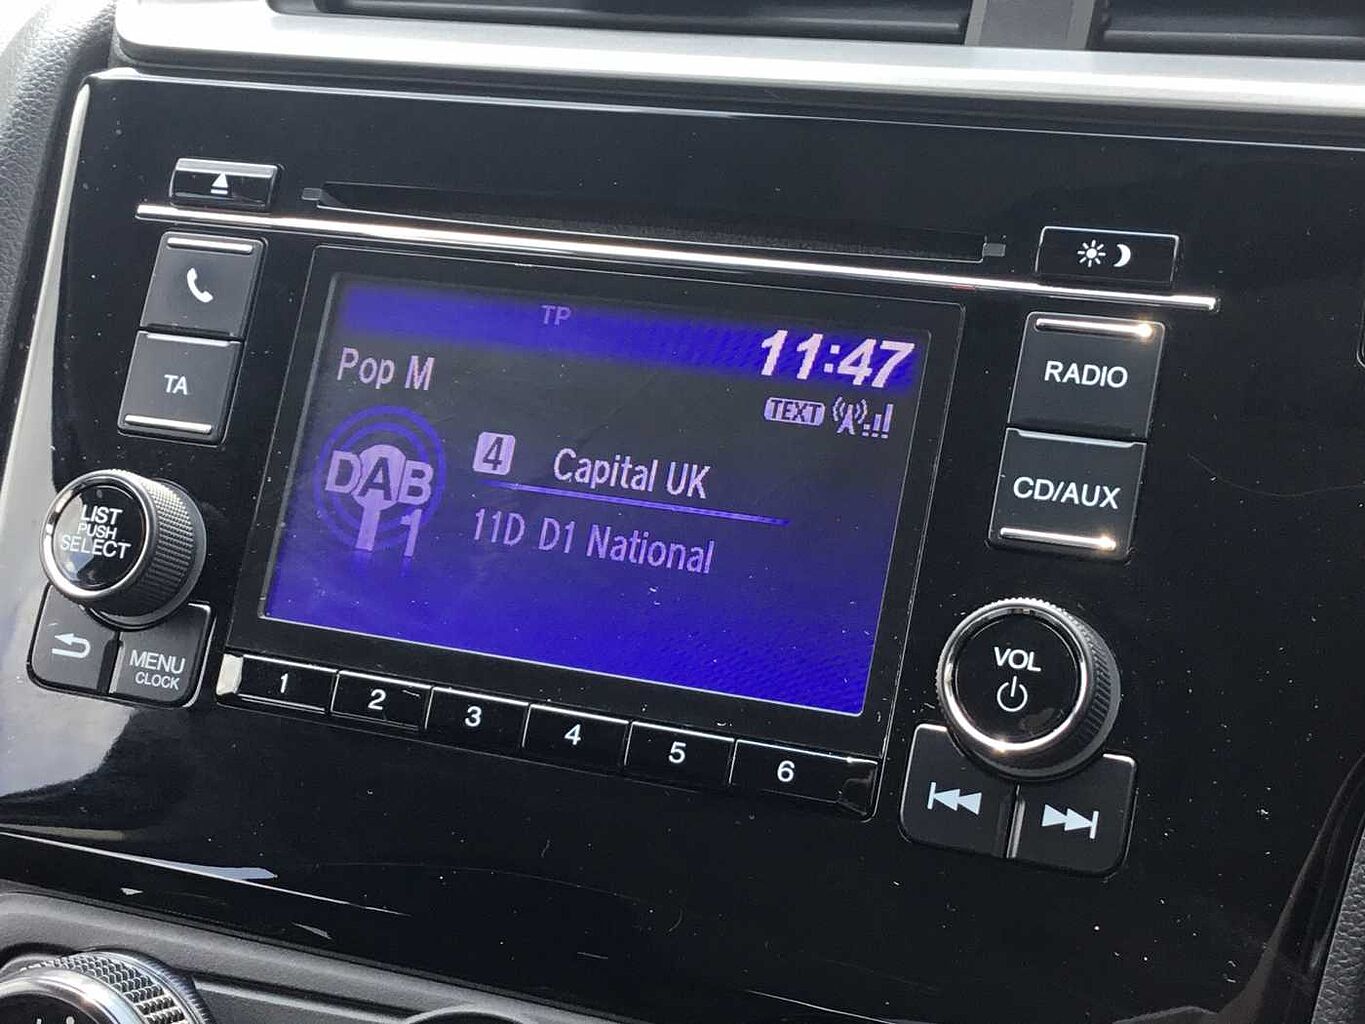 TP
11:47
Pop M
TEXT
DAB
1
4 Capital UK
11D D1 National
TA
LIST
PUSH
SELECT
MENU
CLOCK
1 2 3 4 5 6
RADIO
CD/AUX
VOL